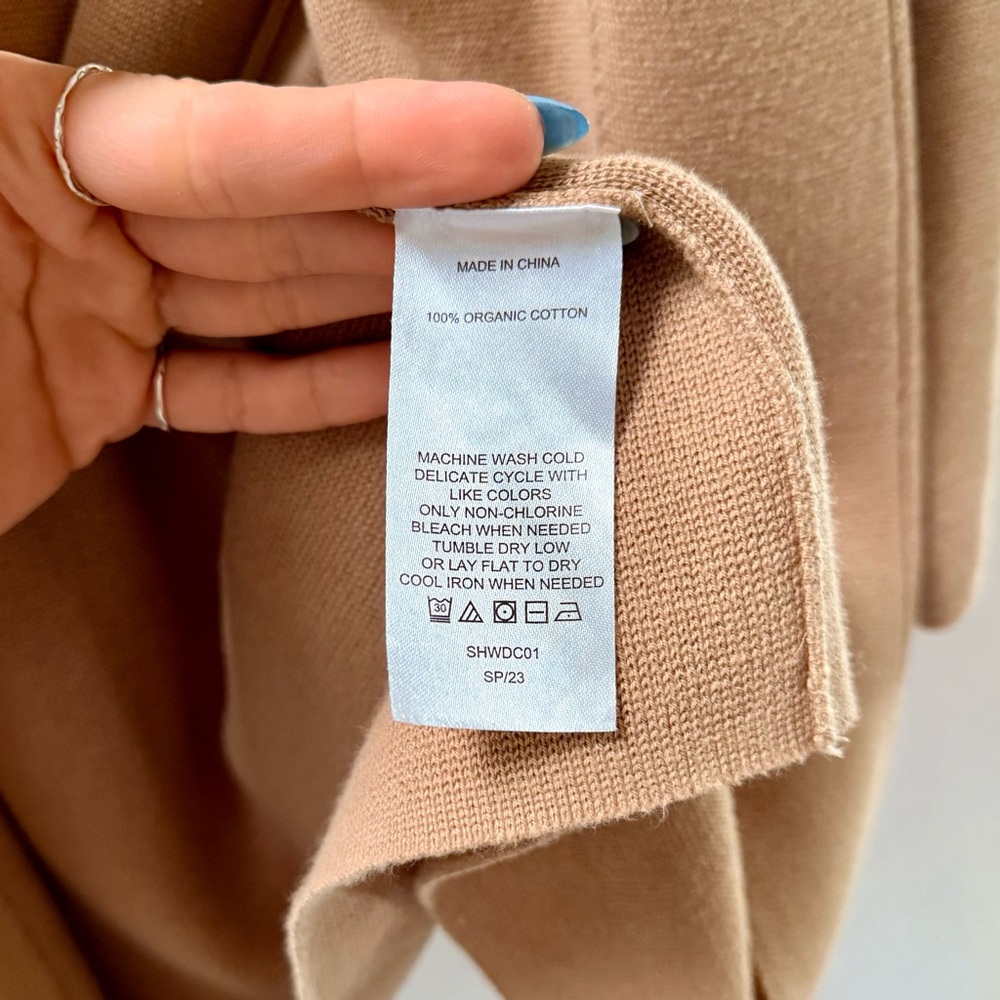 MADE IN CHINA
100% ORGANIC COTTON
MACHINE WASH COLD
DELICATE CYCLE WITH
LIKE COLORS
ONLY NON-CHLORINE
BLEACH WHEN NEEDED
TUMBLE DRY LOW
OR LAY FLAT TO DRY
COOL IRON WHEN NEEDED
30
SHWDC01
SP/23